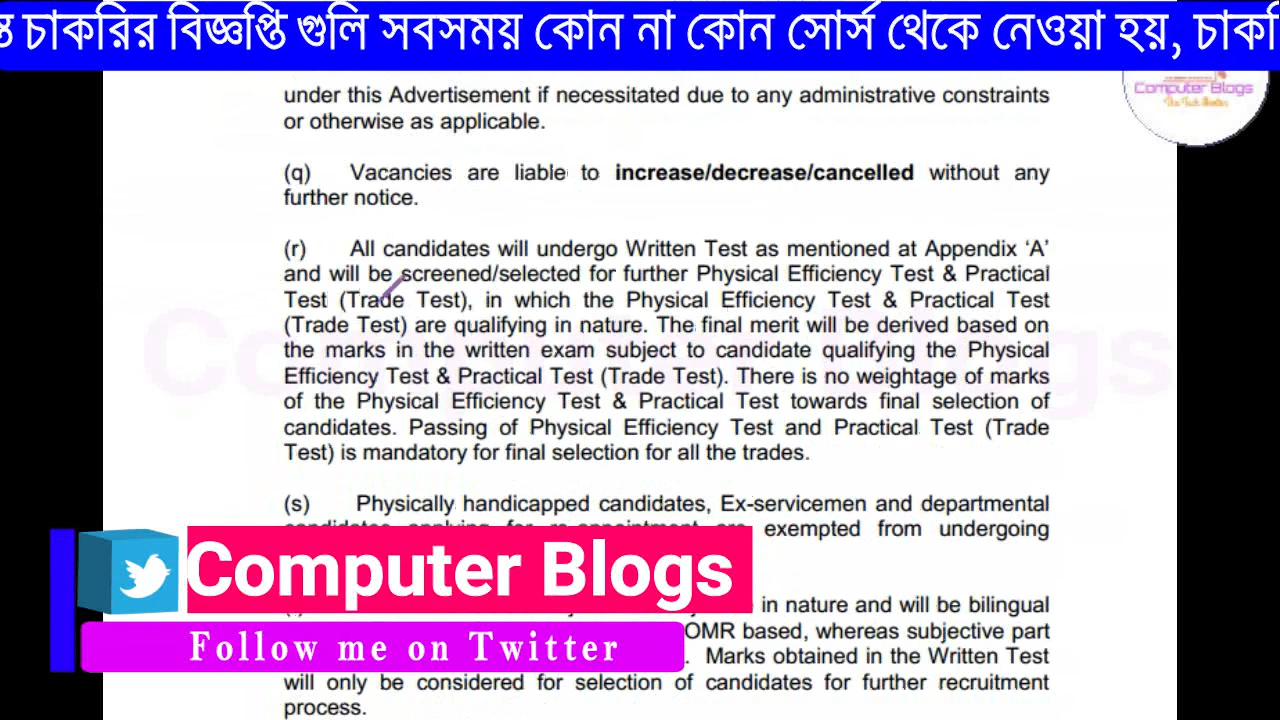 চাকরির বিজ্ঞপ্তি গুলি সবসময় কোন না কোন সোর্স থেকে নেওয়া হয়,
Computer Blogs
under this Advertisement if necessitated due to any administrative constraints
or otherwise as applicable.
(q) Vacancies are liable to increase/decrease/cancelled without any
further notice.
(r) All candidates will undergo Written Test as mentioned at Appendix ‘A’
and will be screened/selected for further Physical Efficiency Test & Practical
Test (Trade Test), in which the Physical Efficiency Test & Practical Test
(Trade Test) are qualifying in nature. The final merit will be derived based on
the marks in the written exam subject to candidate qualifying the Physical
Efficiency Test & Practical Test (Trade Test). There is no weightage of marks
of the Physical Efficiency Test & Practical Test towards final selection of
candidates. Passing of Physical Efficiency Test and Practical Test (Trade
Test) is mandatory for final selection for all the trades.
(s) Physically handicapped candidates, Ex-servicemen and departmental
exempted from undergoing
Computer Blogs
in nature and will be bilingual
OMR based, whereas subjective part
Follow me on Twitter
. Marks obtained in the Written Test
will only be considered for selection of candidates for further recruitment
process.